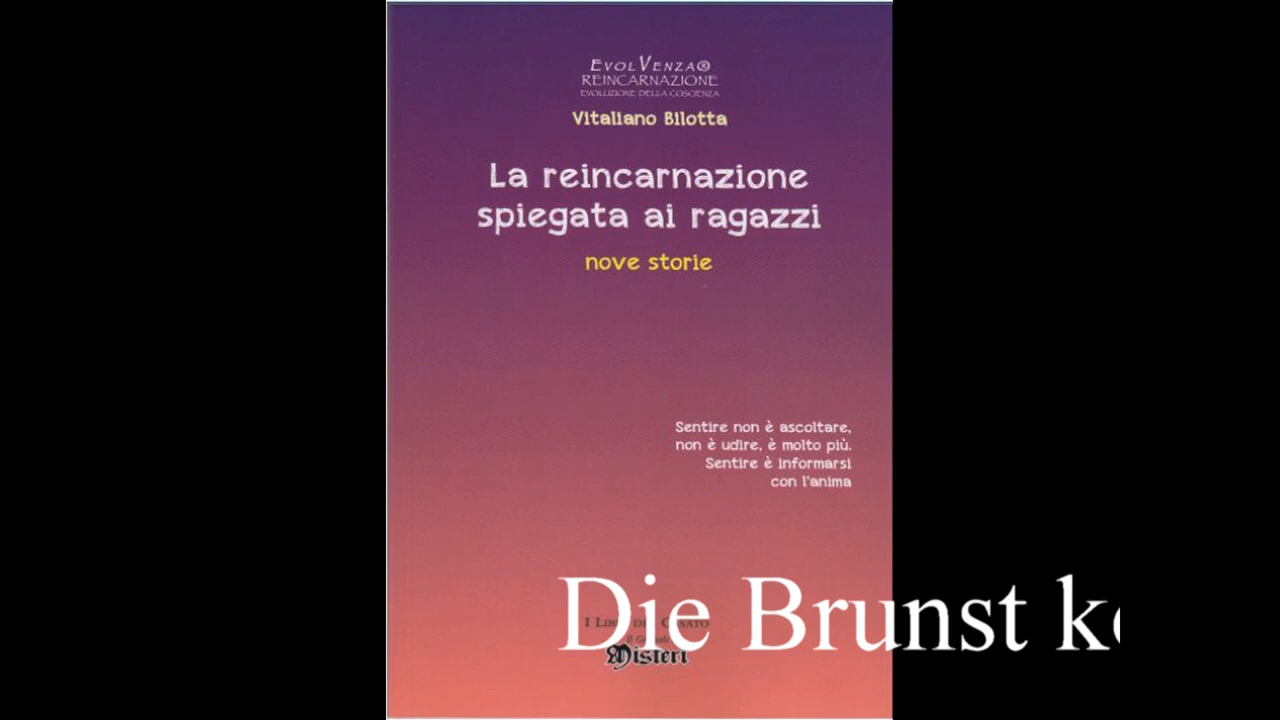 EVOLVENZA®
REINCARNAZIONE
EVOLUZIONE DELLA COSCIENZA
Vitaliano Bilotta
La reincarnazione
spiegata ai ragazzi
nove storie
Sentire non è ascoltare,
non è udire, è molto più.
Sentire è informarsi
con l'anima
Die Brunst
I
Misteri